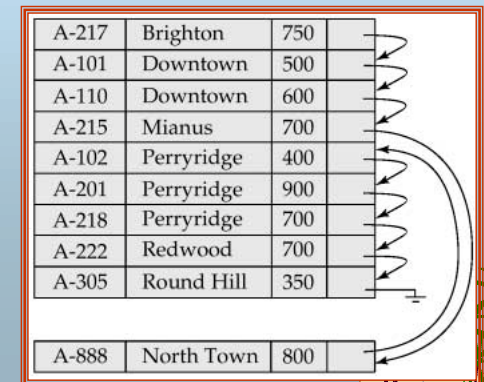 A-217 Brighton 750
A-101 Downtown 500
A-110 Downtown 600
A-215 Mianus 700
A-102 Perryridge 400
A-201 Perryridge 900
A-218 Perryridge 700
A-222 Redwood 700
A-305 Round Hill 350
A-888 North Town 800